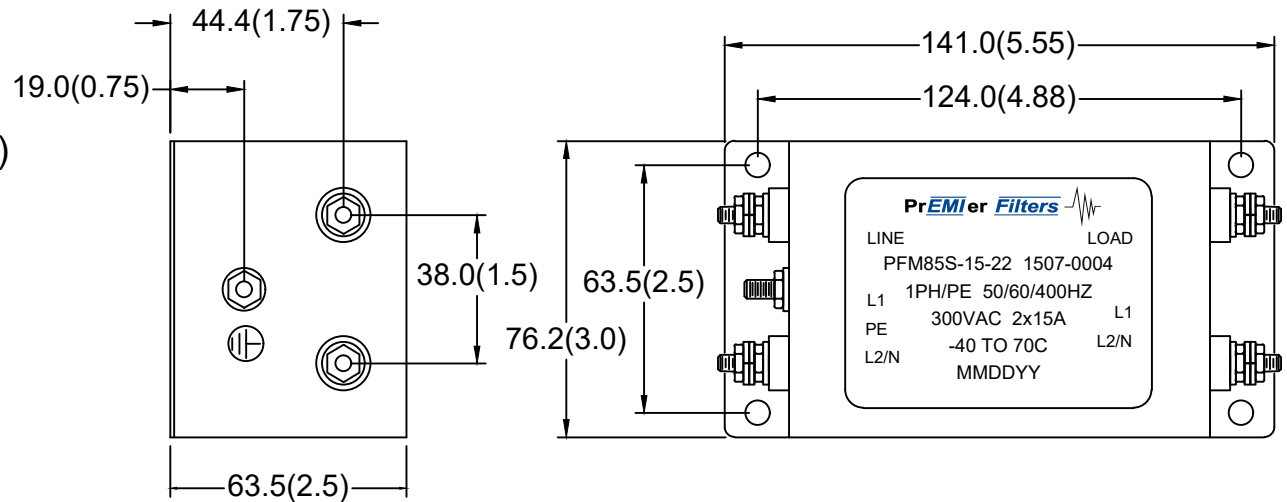 44.4(1.75)
19.0(0.75)
)
38.0(1.5)
63.5(2.5)
141.0(5.55)
124.0(4.88)
63.5(2.5)
76.2(3.0)
PrEMIer Filters
LINE LOAD
PFM85S-15-22 1507-0004
1PH/PE 50/60/400HZ
L1 300VAC 2x15A L1
PE -40 TO 70C
L2/N L2/N
MMDDYY